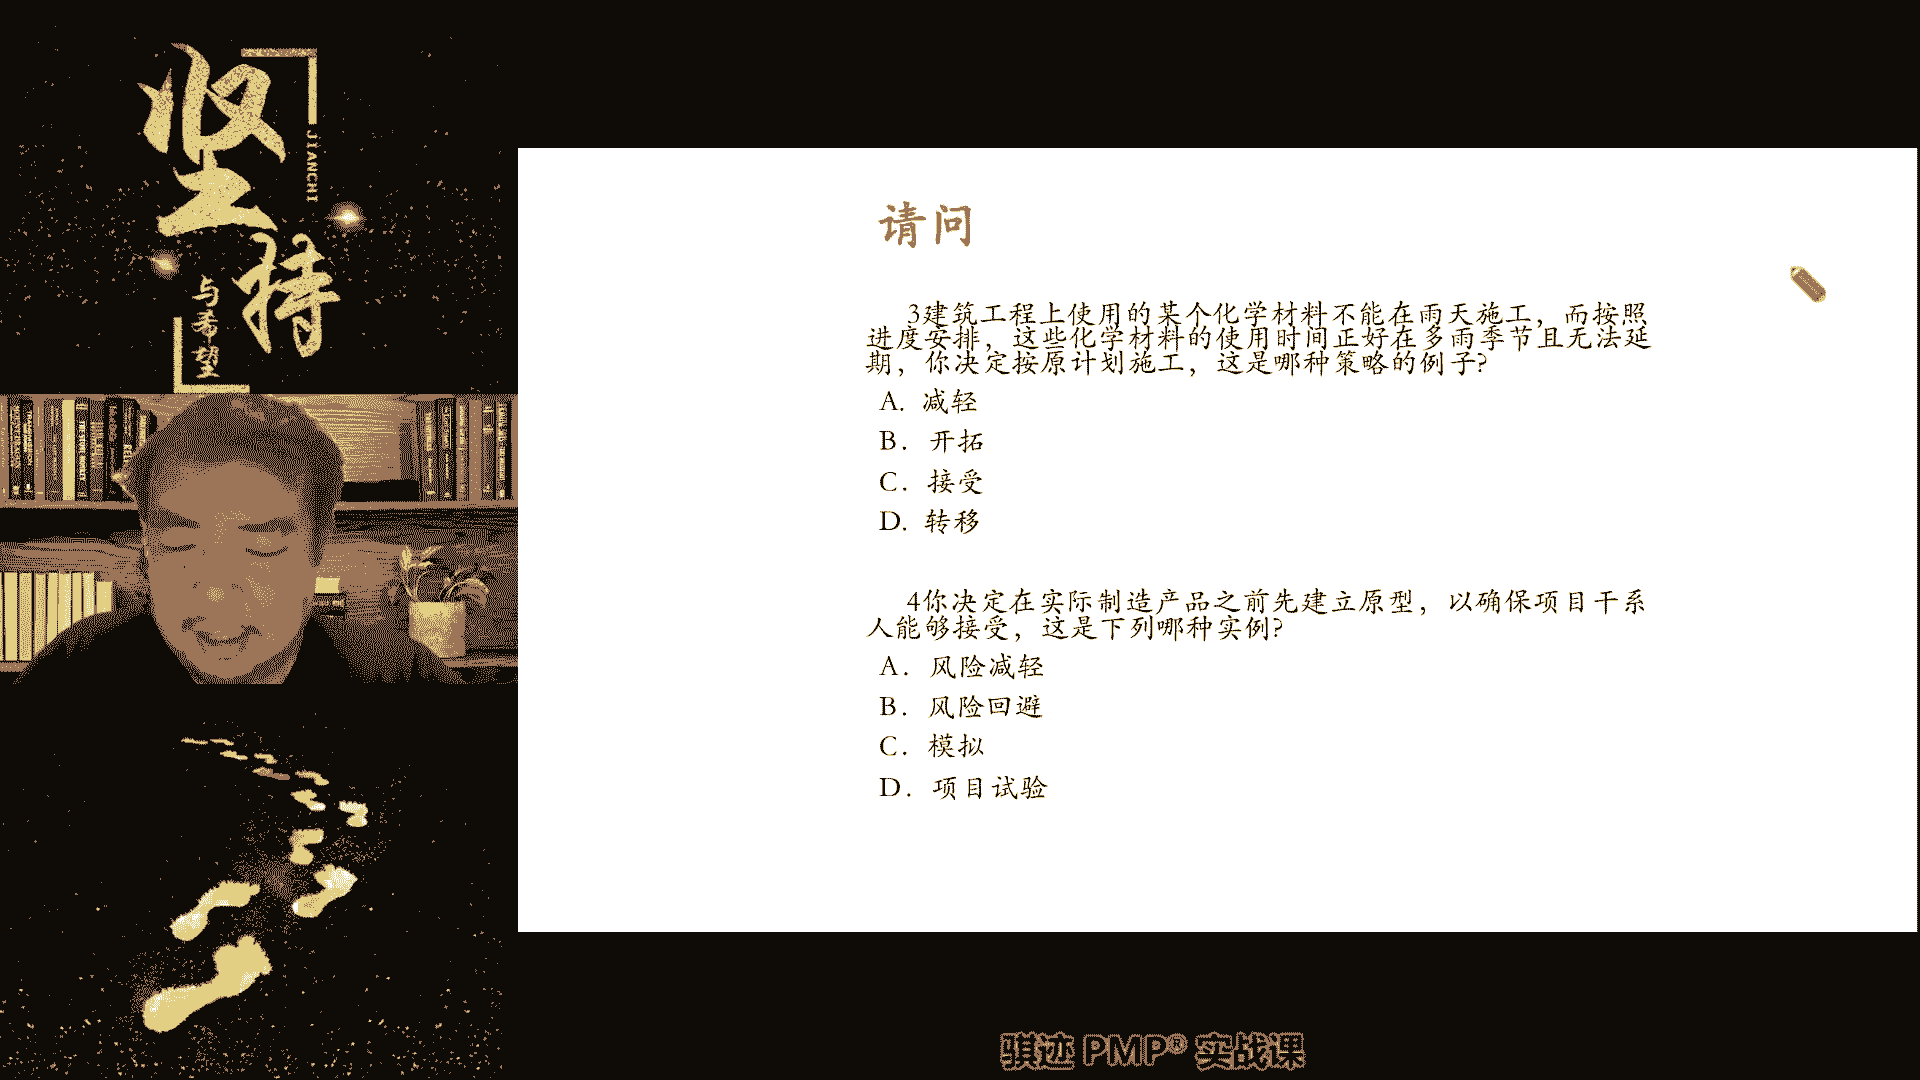 坚持
JIANCHI
与希望
请问
3建筑工程上使用的某个化学材料不能在雨天施工，而按照
进度安排，这些化学材料的使用时间正好在多雨季节且无法延
期，你决定按原计划施工，这是哪种策略的例子?
A. 减轻
B. 开拓
C. 接受
D. 转移
4你决定在实际制造产品之前先建立原型，以确保项目干系
人能够接受，这是下列哪种实例?
A. 风险减轻
B. 风险回避
C. 模拟
D. 项目试验
骐迹 PMP® 实战课